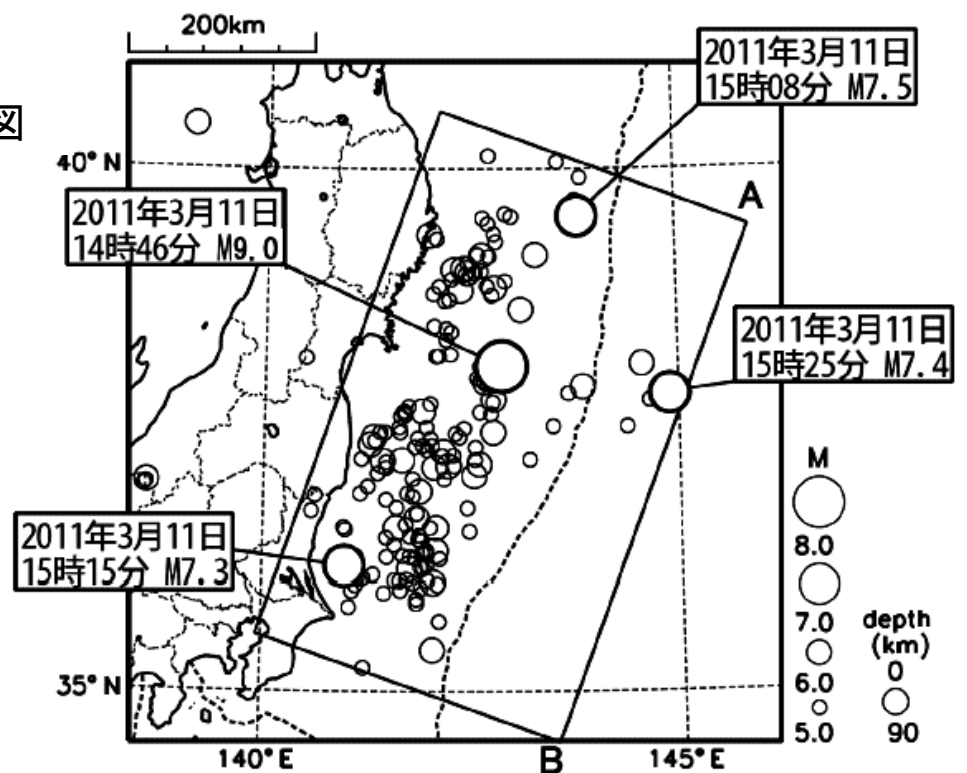 200km
図
2011年3月11日
15時08分 M7.5
40°N
A
2011年3月11日
14時46分 M9.0
2011年3月11日
15時25分 M7.4
M
8.0
7.0
6.0
5.0
depth
(km)
0
90
2011年3月11日
15時15分 M7.3
35°N
140°E
B
145°E